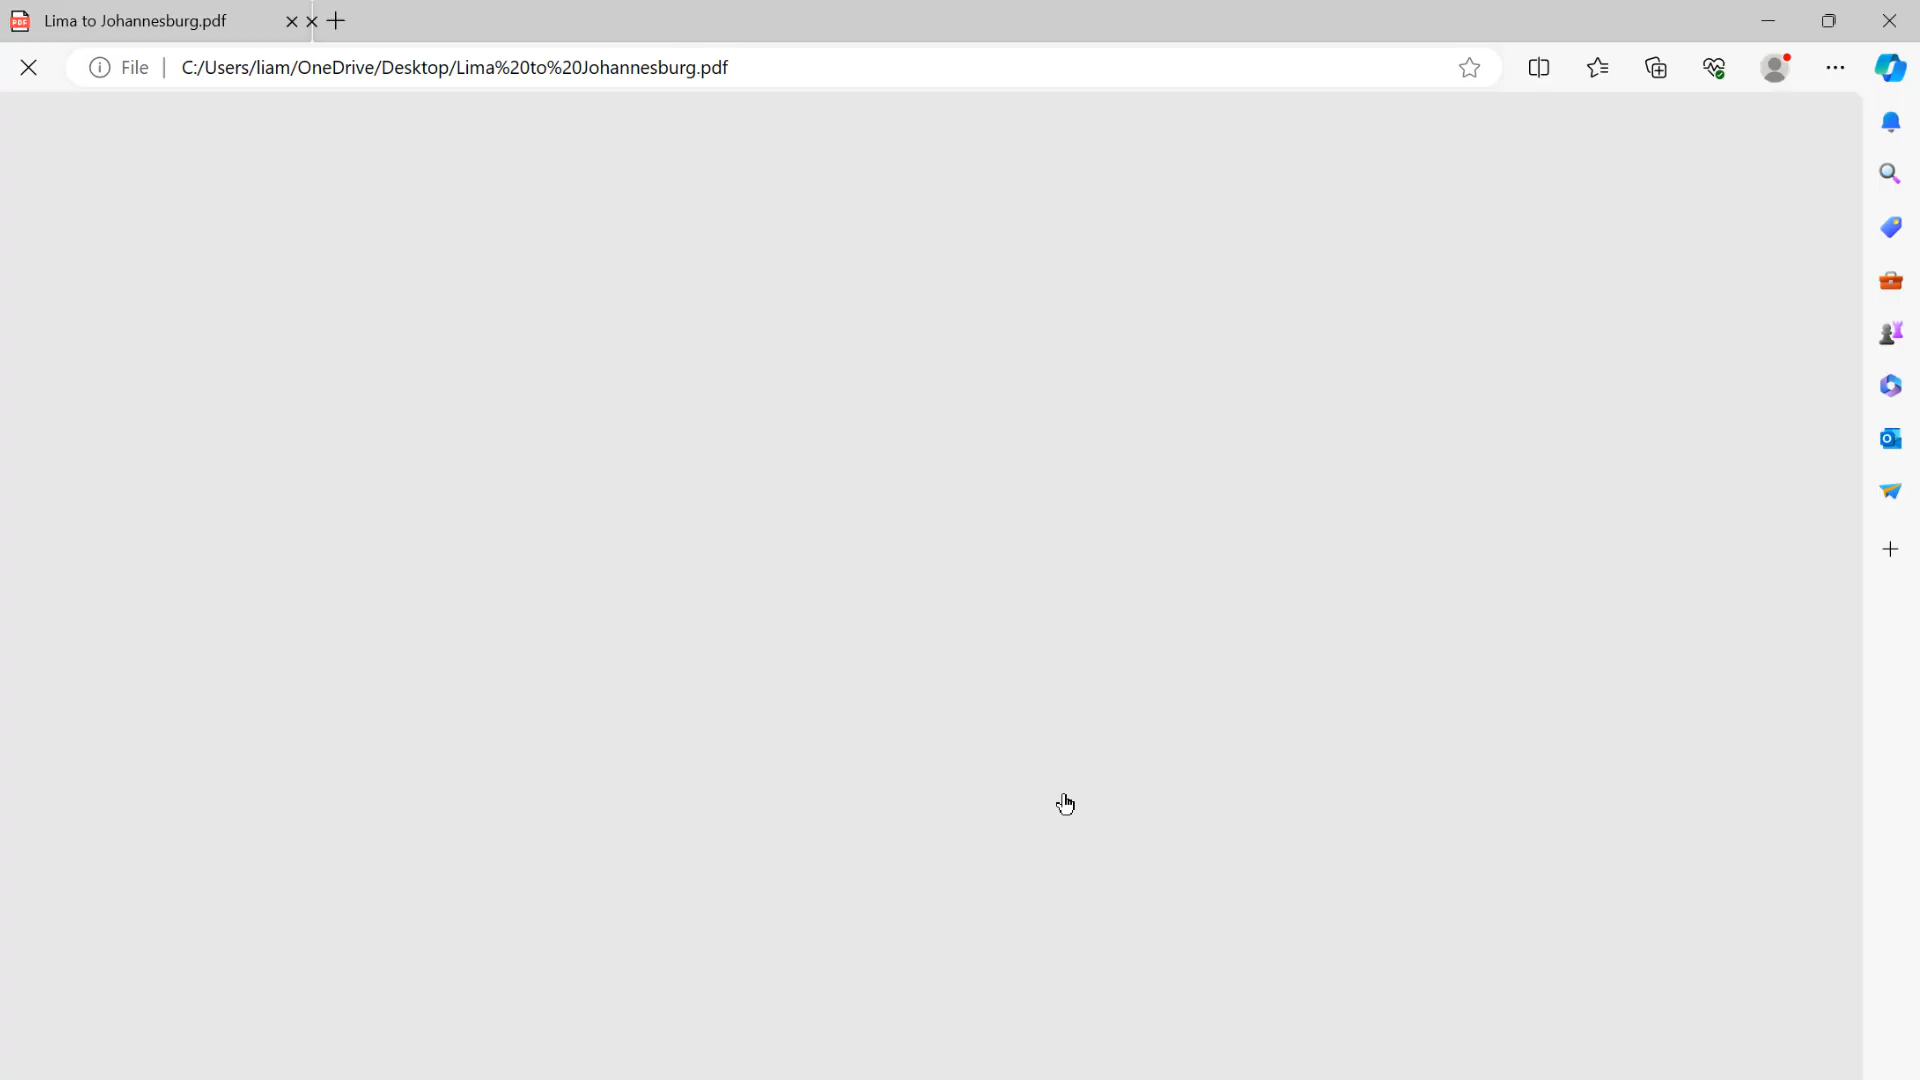 Lima to Johannesburg.pdf
File
C:/Users/liam/OneDrive/Desktop/Lima%20to%20Johannesburg.pdf